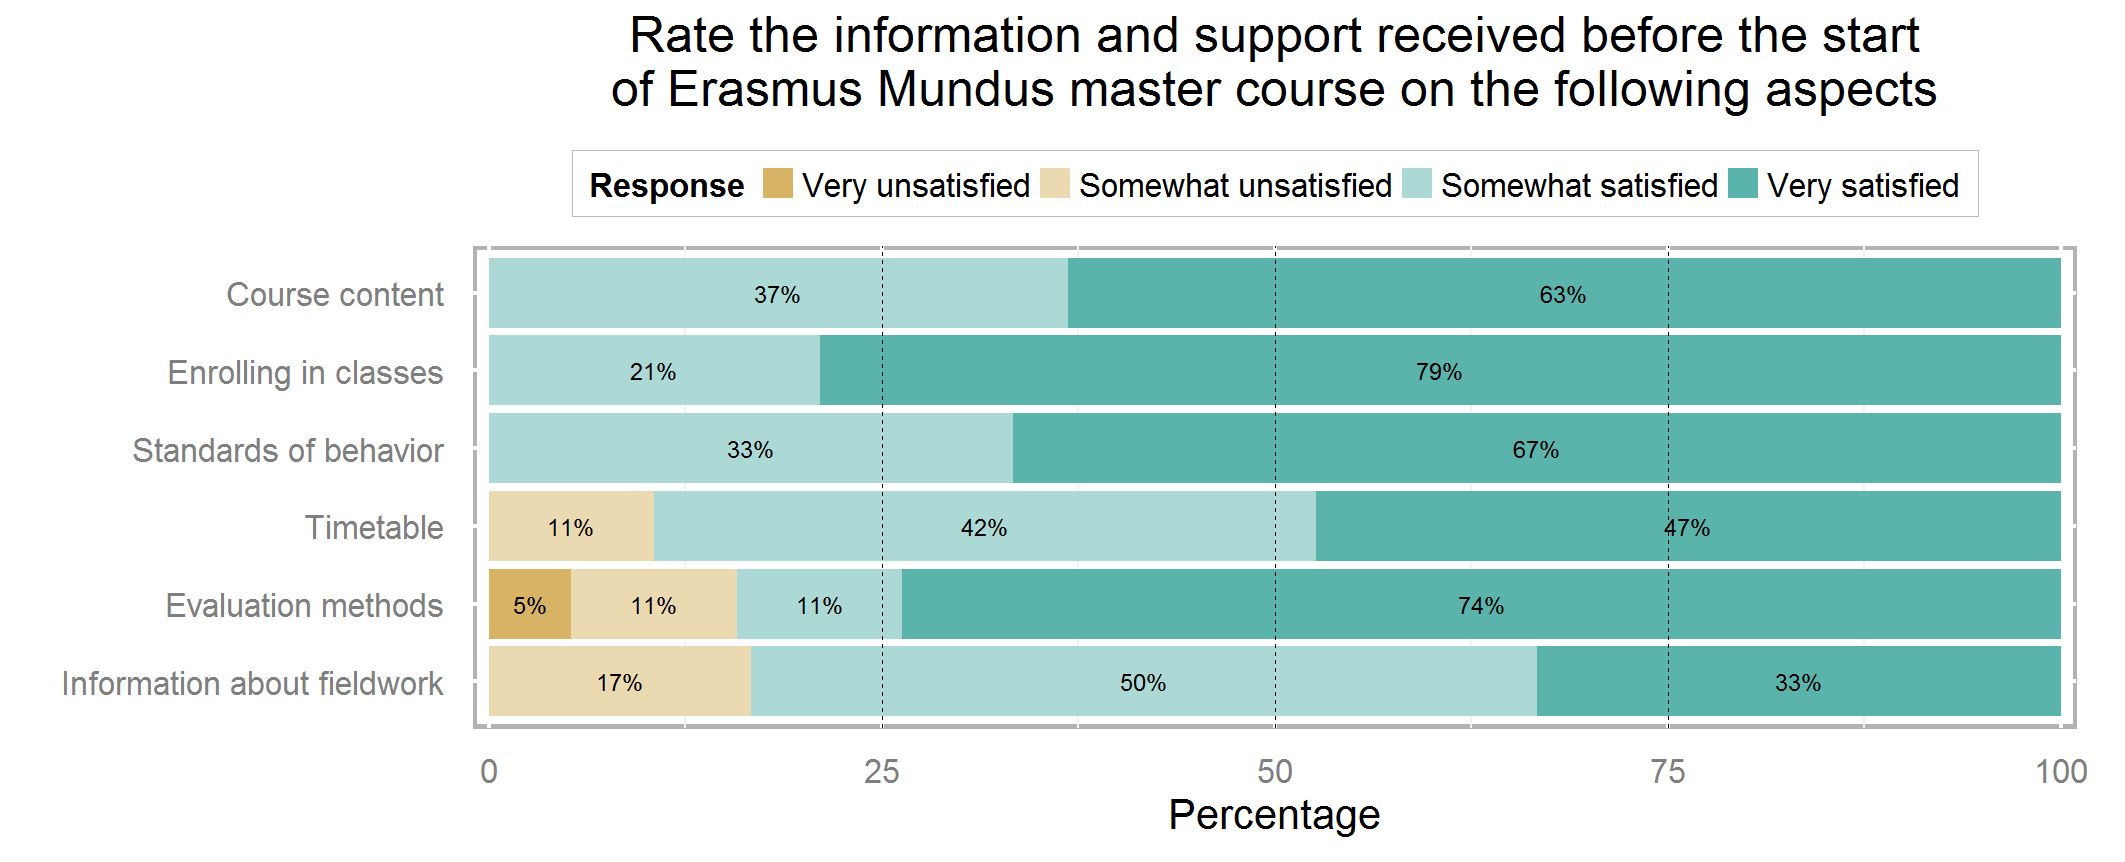 Rate the information and support received before the start
of Erasmus Mundus master course on the following aspects
Response Very unsatisfied Somewhat unsatisfied Somewhat satisfied Very satisfied
Course content 37% 63%
Enrolling in classes 21% 79%
Standards of behavior 33% 67%
Timetable 11% 42% 47%
Evaluation methods 5% 11% 11% 74%
Information about fieldwork 17% 50% 33%
0 25 50 75 100
Percentage